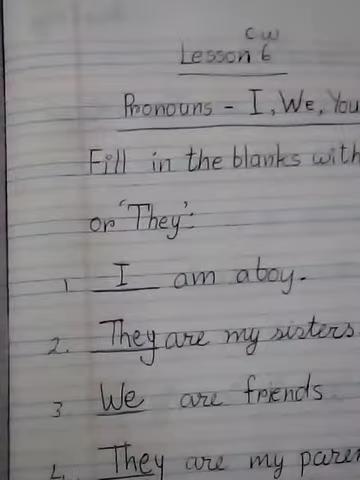 CW
Lesson 6
Pronouns - I, We, You
Fill in the blanks with
or 'They':
1. I am a boy.
2. They are my sisters
3 We are friends
4. They are my paren